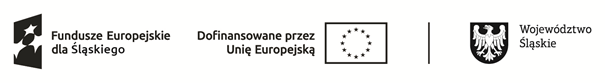 Fundusze Europejskie
dla Śląskiego
Dofinansowane przez
Unię Europejską
Województwo
Śląskie